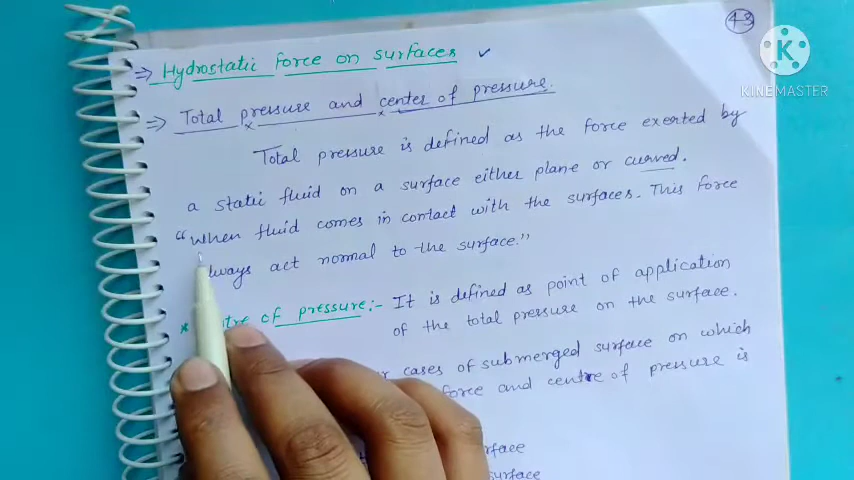 43
K
KINEMASTER
⇒ Hydrostatic force on surfaces ✓
⇒ Total pressure and center of pressure.
Total pressure is defined as the force exerted by
a static fluid on a surface either plane or curved.
"When fluid comes in contact with the surfaces. This force
always act normal to the surface."
* Centre of pressure:- It is defined as point of application
of the total pressure on the surface.
cases of submerged surface on which
force and centre of pressure is
surface
surface